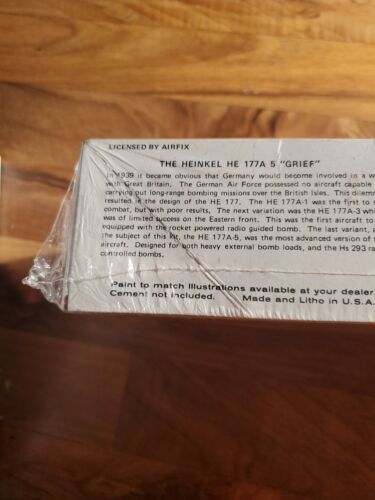 LICENSED BY AIRFIX
THE HEINKEL HE 177A 5 "GRIEF"
In 1939 it became obvious that Germany would become involved in a
with Great Britain. The German Air Force possessed no aircraft capable
carrying out long-range bombing missions over the British Isles. This
resulted in the design of the HE 177. The HE 177A-1 was the first to
combat, but with poor results. The next variation was the HE 177A-3
was of limited success on the Eastern front. This was the first aircraft to
equipped with the rocket powered radio guided bomb. The last variant,
the subject of this kit, the HE 177A-5, was the most advanced version of
aircraft. Designed for both heavy external bomb loads, and the Hs 293
controlled bombs.
Paint to match illustrations available at your dealer.
Cement not included. Made and Litho in U.S.A.